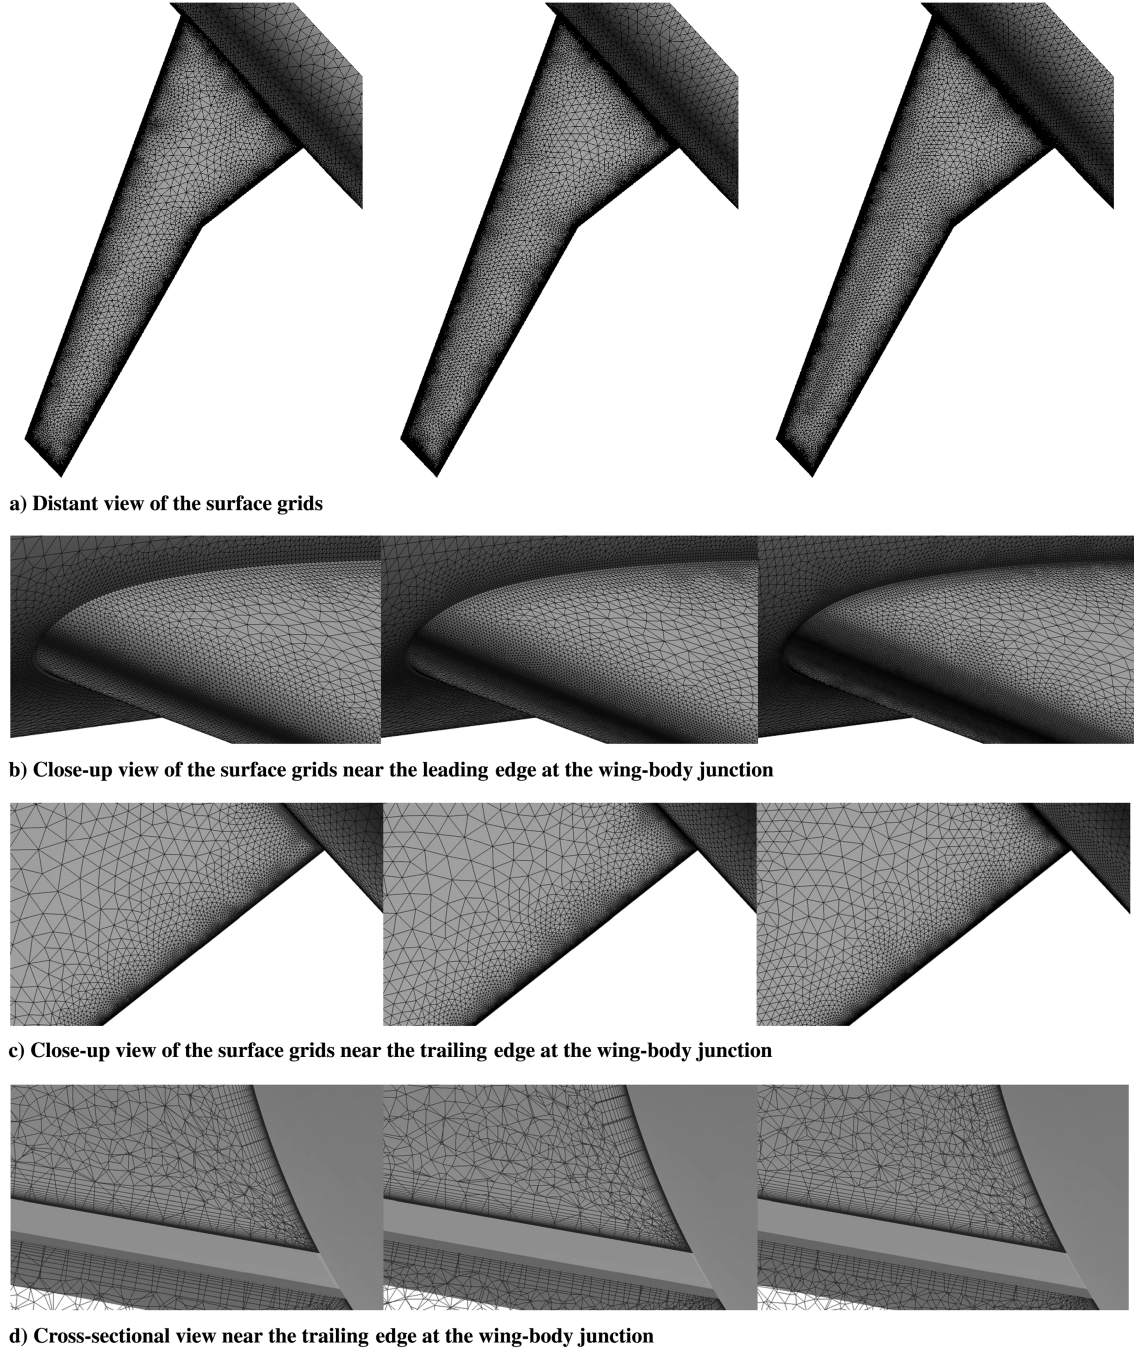 a) Distant view of the surface grids
b) Close-up view of the surface grids near the leading edge at the wing-body junction
c) Close-up view of the surface grids near the trailing edge at the wing-body junction
d) Cross-sectional view near the trailing edge at the wing-body junction